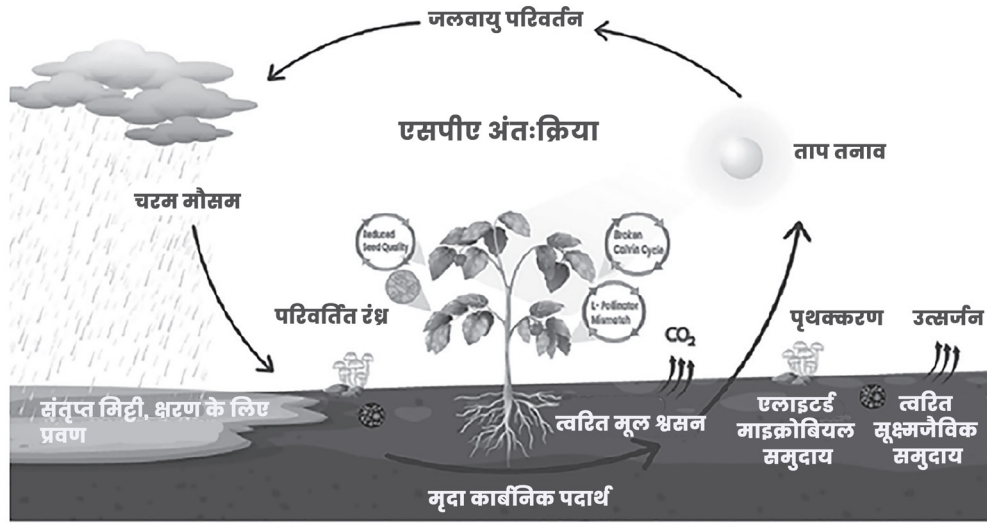 जलवायु परिवर्तन
एसपीए अंतःक्रिया
ताप तनाव
चरम मौसम
Reduced
Seed Quality
Broken
Calvin Cycle
L- Pollinator
Mismatch
परिवर्तित रंध्र
CO2
पृथक्करण
उत्सर्जन
संतृप्त मिट्टी, क्षरण के लिए
प्रवण
त्वरित मूल श्वसन
एलाइटर्ड
माइक्रोबियल
समुदाय
त्वरित
सूक्ष्मजैविक
समुदाय
मृदा कार्बनिक पदार्थ